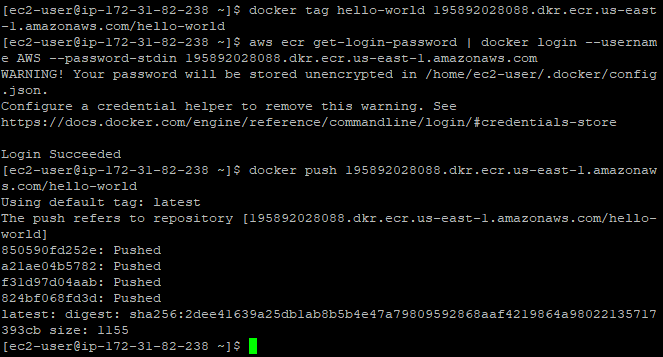 [ec2-user@ip-172-31-82-238 ~]$ docker tag hello-world 195892028088.dkr.ecr.us-east
-1.amazonaws.com/hello-world
[ec2-user@ip-172-31-82-238 ~]$ aws ecr get-login-password | docker login --usernam
e AWS --password-stdin 195892028088.dkr.ecr.us-east-1.amazonaws.com
WARNING! Your password will be stored unencrypted in /home/ec2-user/.docker/config
.json.
Configure a credential helper to remove this warning. See
https://docs.docker.com/engine/reference/commandline/login/#credentials-store
Login Succeeded
[ec2-user@ip-172-31-82-238 ~]$ docker push 195892028088.dkr.ecr.us-east-1.amazonaw
s.com/hello-world
Using default tag: latest
The push refers to repository [195892028088.dkr.ecr.us-east-1.amazonaws.com/hello-
world]
850590fd252e: Pushed
a21ae04b5782: Pushed
f31d97d04aab: Pushed
824bf068fd3d: Pushed
latest: digest: sha256:2dee41639a25db1ab8b5b4e47a79809592868aaf4219864a98022135717
393cb size: 1155
[ec2-user@ip-172-31-82-238 ~]$